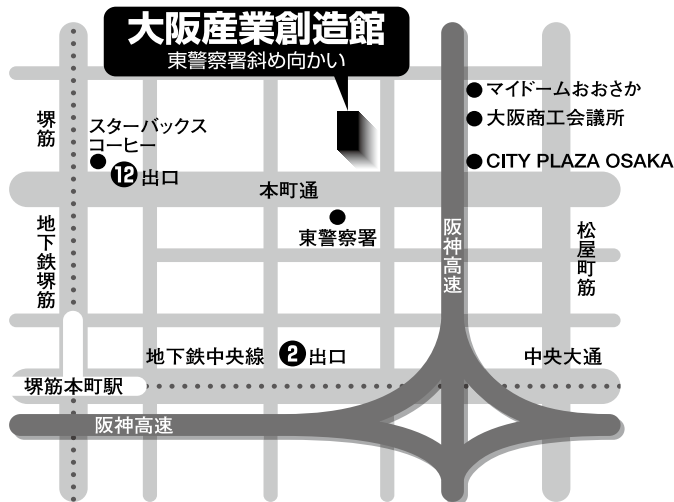 大阪産業創造館
東警察署斜め向かい
マイドームおおさか
大阪商工会議所
CITY PLAZA OSAKA
堺筋
スターバックス
コーヒー
12 出口
本町通
東警察署
地下鉄堺筋
阪神高速
松屋町筋
地下鉄中央線 2 出口
中央大通
堺筋本町駅
阪神高速